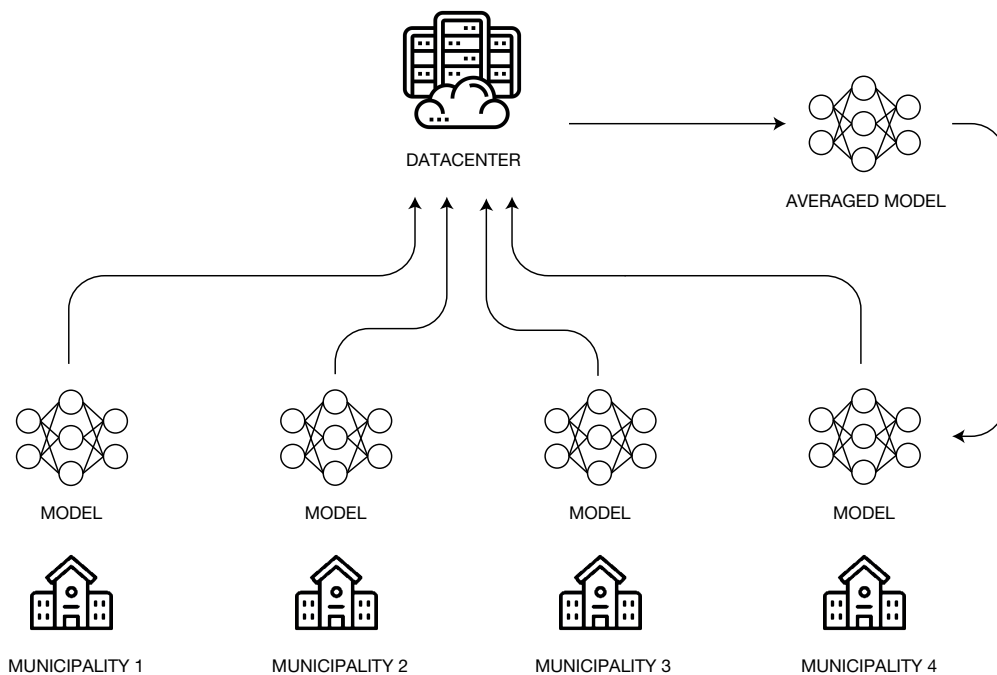 DATACENTER
AVERAGED MODEL
MODEL
MODEL
MODEL
MODEL
MUNICIPALITY 1
MUNICIPALITY 2
MUNICIPALITY 3
MUNICIPALITY 4